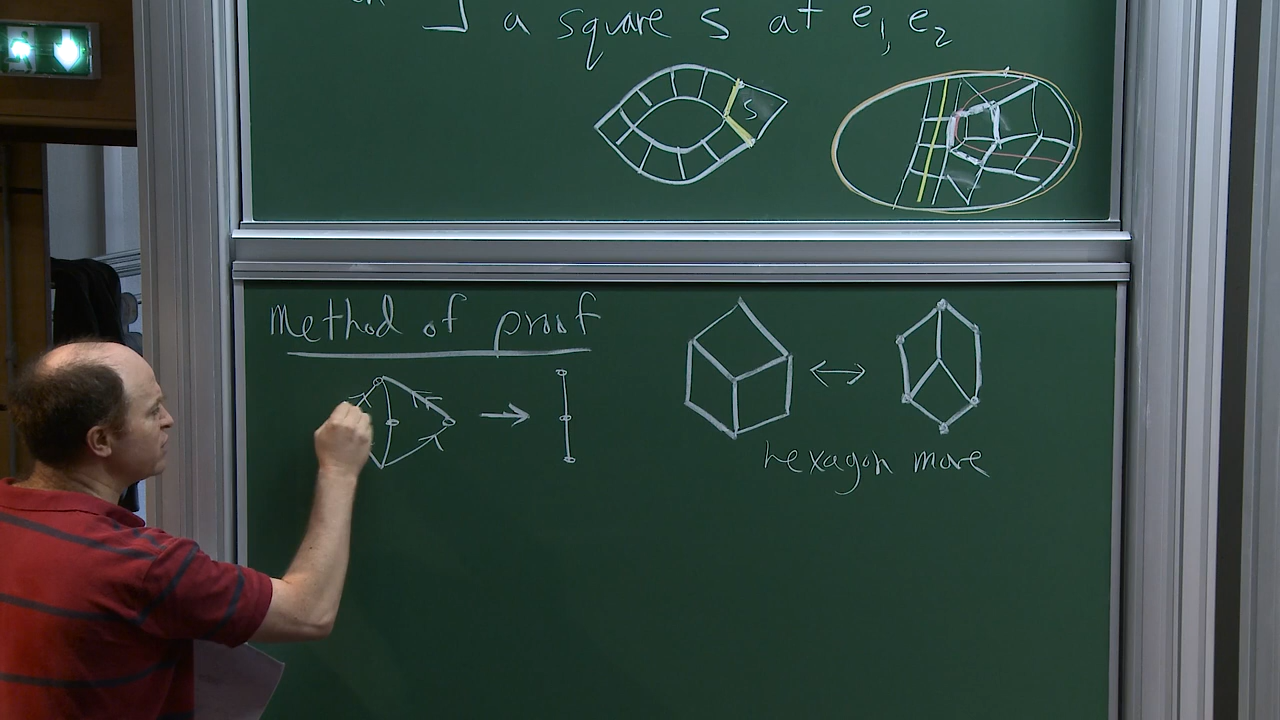 ∃ a square S at e₁, e₂
S
Method of proof
→
↔
hexagon move